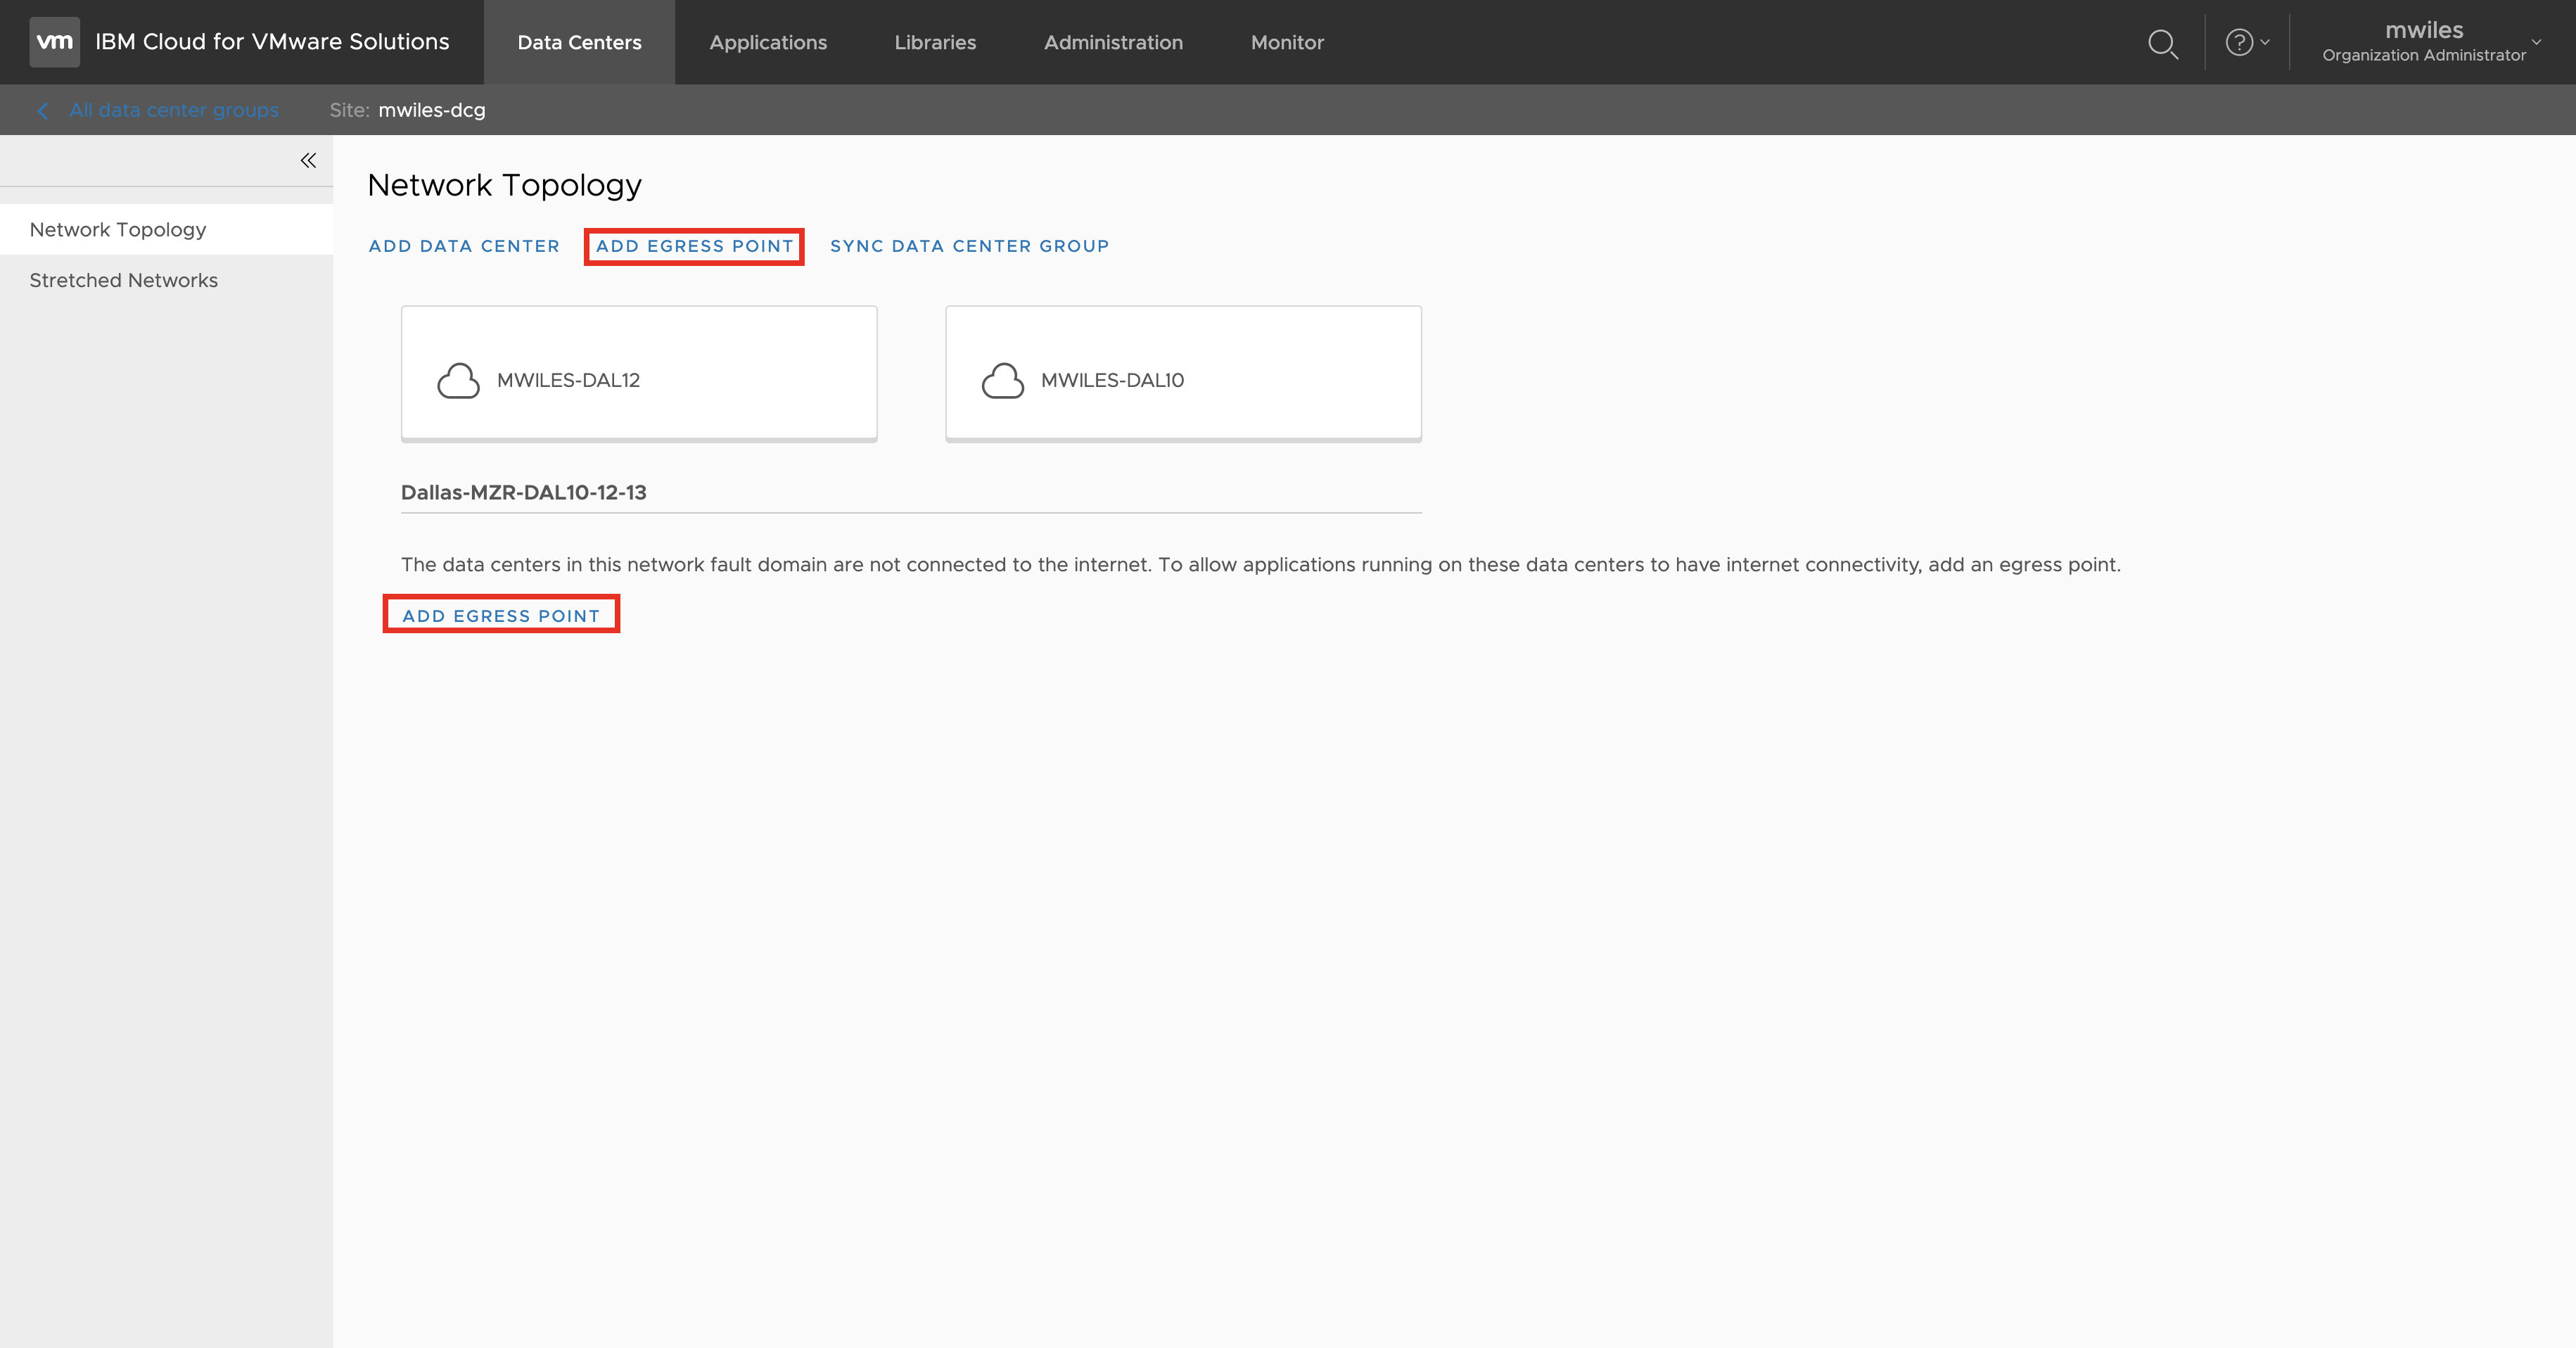 vm IBM Cloud for VMware Solutions Data Centers Applications Libraries Administration Monitor ? mwiles
Organization Administrator
All data center groups Site: mwiles-dcg
Network Topology
Stretched Networks
Network Topology
ADD DATA CENTER ADD EGRESS POINT SYNC DATA CENTER GROUP
MWILES-DAL12 MWILES-DAL10
Dallas-MZR-DAL10-12-13
The data centers in this network fault domain are not connected to the internet. To allow applications running on these data centers to have internet connectivity, add an egress point.
ADD EGRESS POINT